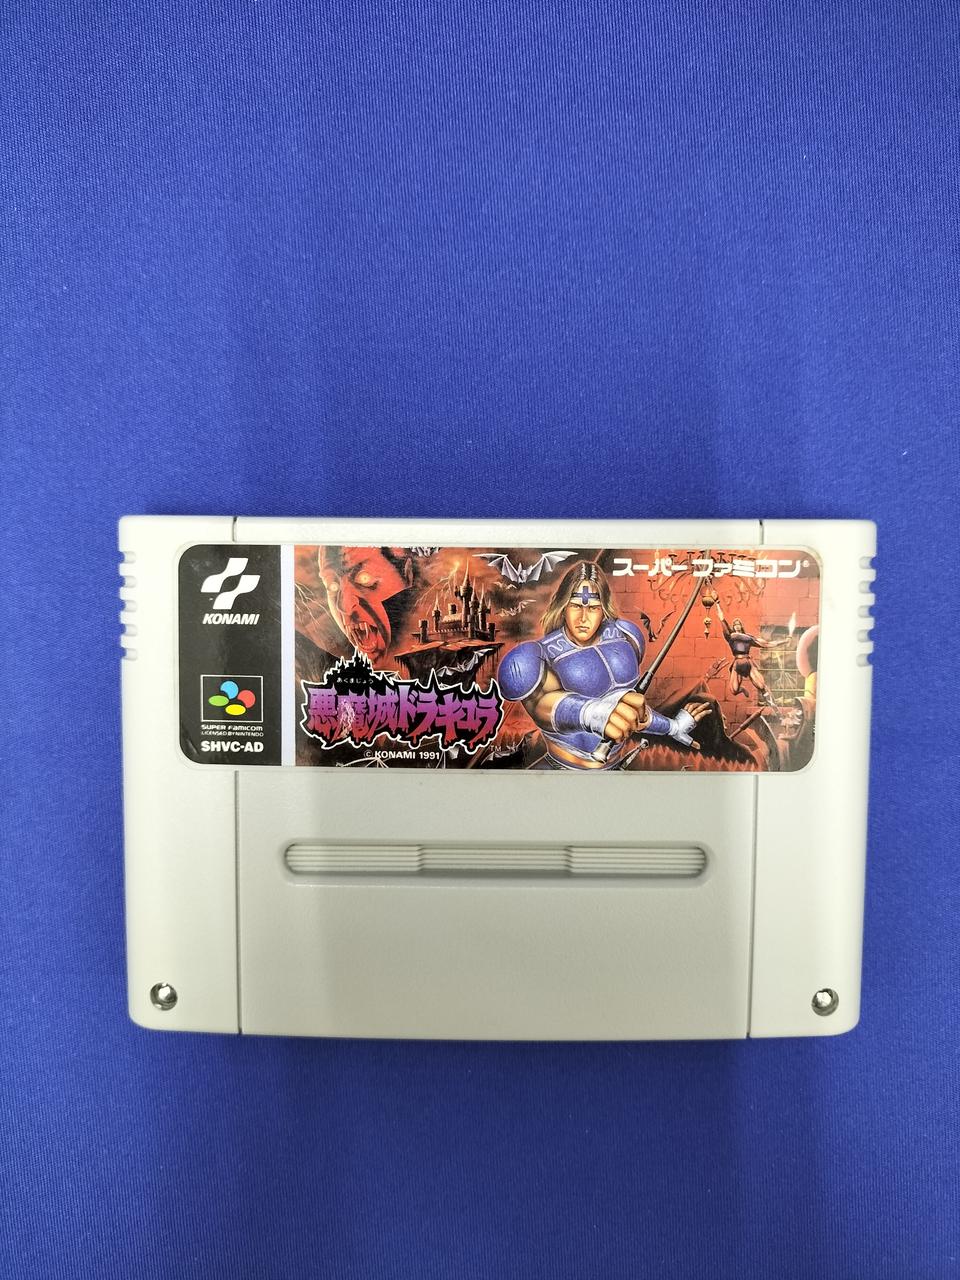 KONAMI
スーパーファミコン®
あくまじょう
悪魔城ドラキュラ
TM
© KONAMI 1991
SUPER FAMICOM
LICENSED BY NINTENDO
SHVC-AD